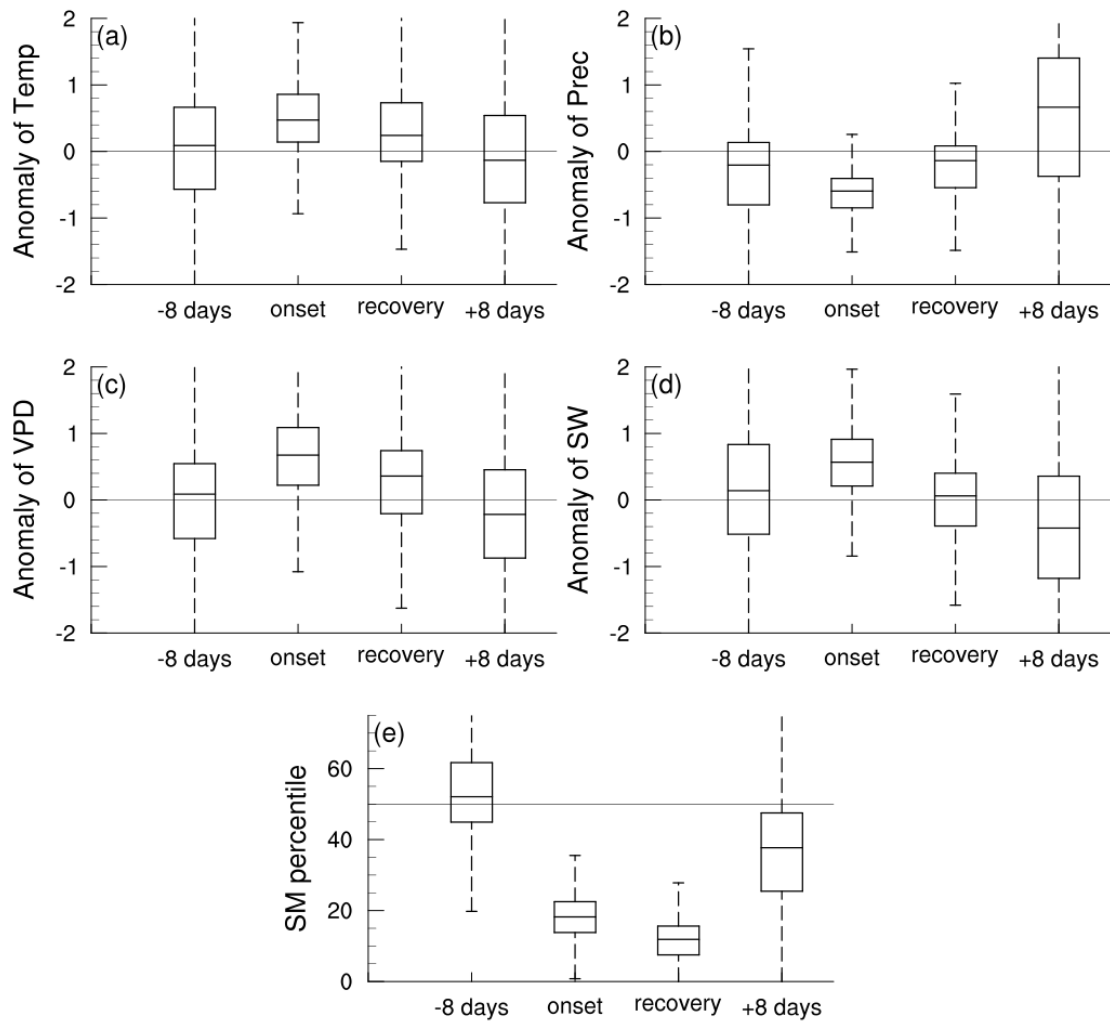 (a)
Anomaly of Temp
2
1
0
-1
-2
-8 days onset recovery +8 days
(b)
Anomaly of Prec
2
1
0
-1
-2
-8 days onset recovery +8 days
(c)
Anomaly of VPD
2
1
0
-1
-2
-8 days onset recovery +8 days
(d)
Anomaly of SW
2
1
0
-1
-2
-8 days onset recovery +8 days
(e)
SM percentile
60
40
20
0
-8 days onset recovery +8 days